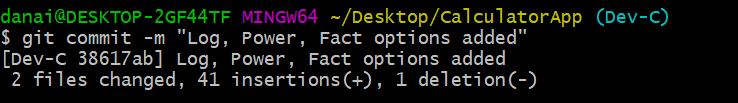 danai@DESKTOP-2GF44TF MINGW64 ~/Desktop/CalculatorApp (Dev-C)
$ git commit -m "Log, Power, Fact options added"
[Dev-C 38617ab] Log, Power, Fact options added
 2 files changed, 41 insertions(+), 1 deletion(-)